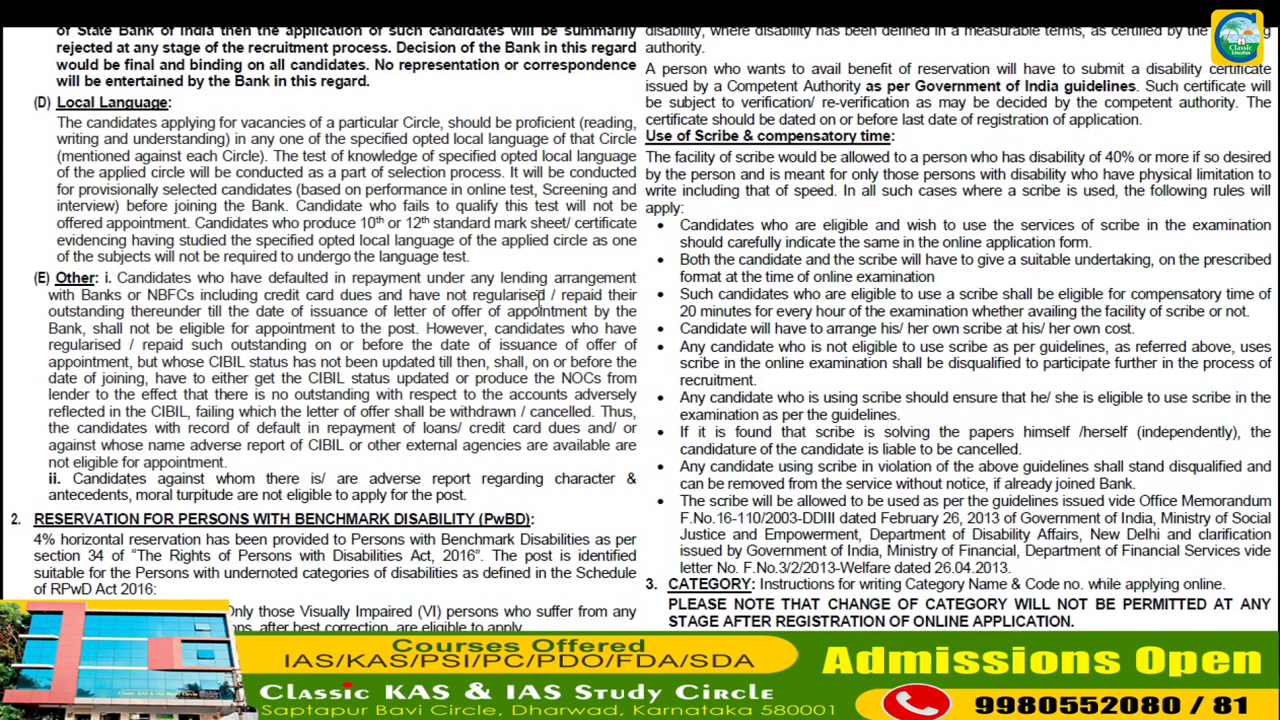 of State Bank of India then the application of such candidates will be summarily
rejected at any stage of the recruitment process. Decision of the Bank in this regard
would be final and binding on all candidates. No representation or correspondence
will be entertained by the Bank in this regard.
(D) Local Language:
The candidates applying for vacancies of a particular Circle, should be proficient (reading,
writing and understanding) in any one of the specified opted local language of that Circle
(mentioned against each Circle). The test of knowledge of specified opted local language
of the applied circle will be conducted as a part of selection process. It will be conducted
for provisionally selected candidates (based on performance in online test, Screening and
interview) before joining the Bank. Candidate who fails to qualify this test will not be
offered appointment. Candidates who produce 10th or 12th standard mark sheet/ certificate
evidencing having studied the specified opted local language of the applied circle as one
of the subjects will not be required to undergo the language test.
(E) Other: i. Candidates who have defaulted in repayment under any lending arrangement
with Banks or NBFCs including credit card dues and have not regularised / repaid their
outstanding thereunder till the date of issuance of letter of offer of appointment by the
Bank, shall not be eligible for appointment to the post. However, candidates who have
regularised / repaid such outstanding on or before the date of issuance of offer of
appointment, but whose CIBIL status has not been updated till then, shall, on or before the
date of joining, have to either get the CIBIL status updated or produce the NOCs from
lender to the effect that there is no outstanding with respect to the accounts adversely
reflected in the CIBIL, failing which the letter of offer shall be withdrawn / cancelled. Thus,
the candidates with record of default in repayment of loans/ credit card dues and/ or
against whose name adverse report of CIBIL or other external agencies are available are
not eligible for appointment.
ii. Candidates against whom there is/ are adverse report regarding character &
antecedents, moral turpitude are not eligible to apply for the post.
2. RESERVATION FOR PERSONS WITH BENCHMARK DISABILITY (PwBD):
4% horizontal reservation has been provided to Persons with Benchmark Disabilities as per
section 34 of “The Rights of Persons with Disabilities Act, 2016”. The post is identified
suitable for the Persons with undernoted categories of disabilities as defined in the Schedule
of RPwD Act 2016:
Only those Visually Impaired (VI) persons who suffer from any
ons, after best correction, are eligible to apply
disability, where disability has been defined in a measurable terms, as certified by the
authority.
A person who wants to avail benefit of reservation will have to submit a disability certificate
issued by a Competent Authority as per Government of India guidelines. Such certificate will
be subject to verification/ re-verification as may be decided by the competent authority. The
certificate should be dated on or before last date of registration of application.
Use of Scribe & compensatory time:
The facility of scribe would be allowed to a person who has disability of 40% or more if so desired
by the person and is meant for only those persons with disability who have physical limitation to
write including that of speed. In all such cases where a scribe is used, the following rules will
apply:
• Candidates who are eligible and wish to use the services of scribe in the examination
should carefully indicate the same in the online application form.
• Both the candidate and the scribe will have to give a suitable undertaking, on the prescribed
format at the time of online examination
• Such candidates who are eligible to use a scribe shall be eligible for compensatory time of
20 minutes for every hour of the examination whether availing the facility of scribe or not.
• Candidate will have to arrange his/ her own scribe at his/ her own cost.
• Any candidate who is not eligible to use scribe as per guidelines, as referred above, uses
scribe in the online examination shall be disqualified to participate further in the process of
recruitment.
• Any candidate who is using scribe should ensure that he/ she is eligible to use scribe in the
examination as per the guidelines.
• If it is found that scribe is solving the papers himself /herself (independently), the
candidature of the candidate is liable to be cancelled.
• Any candidate using scribe in violation of the above guidelines shall stand disqualified and
can be removed from the service without notice, if already joined Bank.
• The scribe will be allowed to be used as per the guidelines issued vide Office Memorandum
F.No.16-110/2003-DDIII dated February 26, 2013 of Government of India, Ministry of Social
Justice and Empowerment, Department of Disability Affairs, New Delhi and clarification
issued by Government of India, Ministry of Financial, Department of Financial Services vide
letter No. F.No.3/2/2013-Welfare dated 26.04.2013.
3. CATEGORY: Instructions for writing Category Name & Code no. while applying online.
PLEASE NOTE THAT CHANGE OF CATEGORY WILL NOT BE PERMITTED AT ANY
STAGE AFTER REGISTRATION OF ONLINE APPLICATION.
Classic
Education
Courses Offered
IAS/KAS/PSI/PC/PDO/FDA/SDA
Classic KAS & IAS Study Circle
Saptapur Bavi Circle, Dharwad, Karnataka 580001
Admissions Open
9980552080 / 81